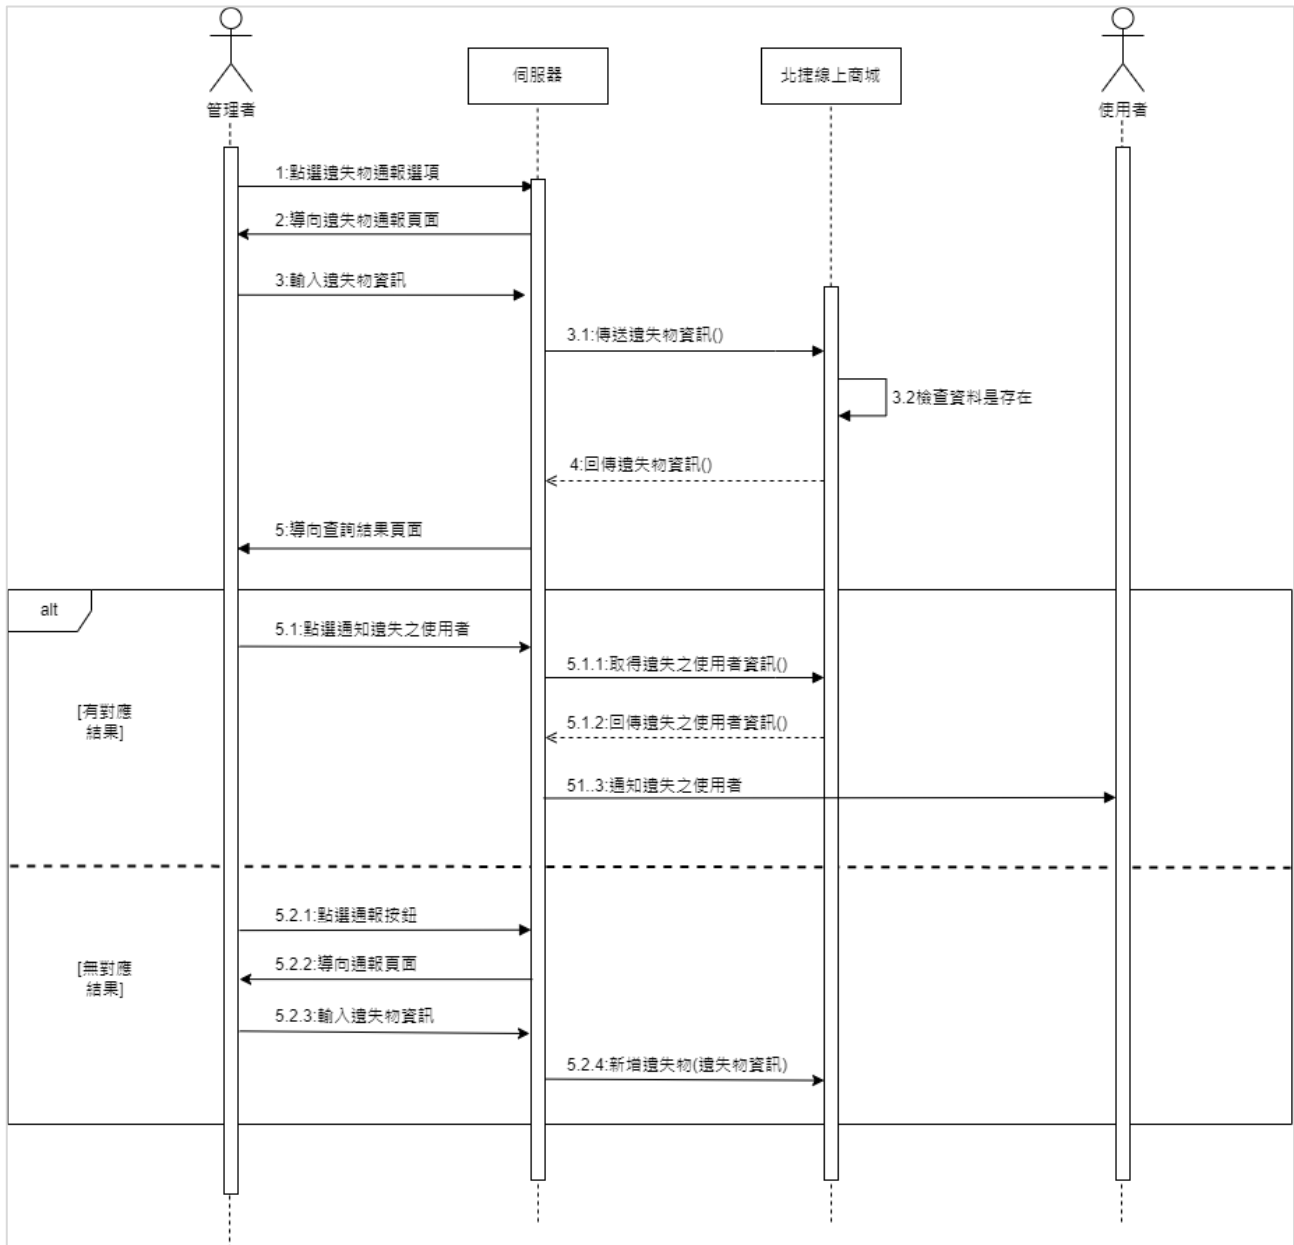 管理者
伺服器
北捷線上商城
使用者
1:點選遺失物通報選項
2:導向遺失物通報頁面
3:輸入遺失物資訊
3.1:傳送遺失物資訊()
3.2檢查資料是存在
4:回傳遺失物資訊()
5:導向查詢結果頁面
alt
5.1:點選通知遺失之使用者
5.1.1:取得遺失之使用者資訊()
[有對應
結果]
5.1.2:回傳遺失之使用者資訊()
51..3:通知遺失之使用者
5.2.1:點選通報按鈕
[無對應
結果]
5.2.2:導向通報頁面
5.2.3:輸入遺失物資訊
5.2.4:新增遺失物(遺失物資訊)